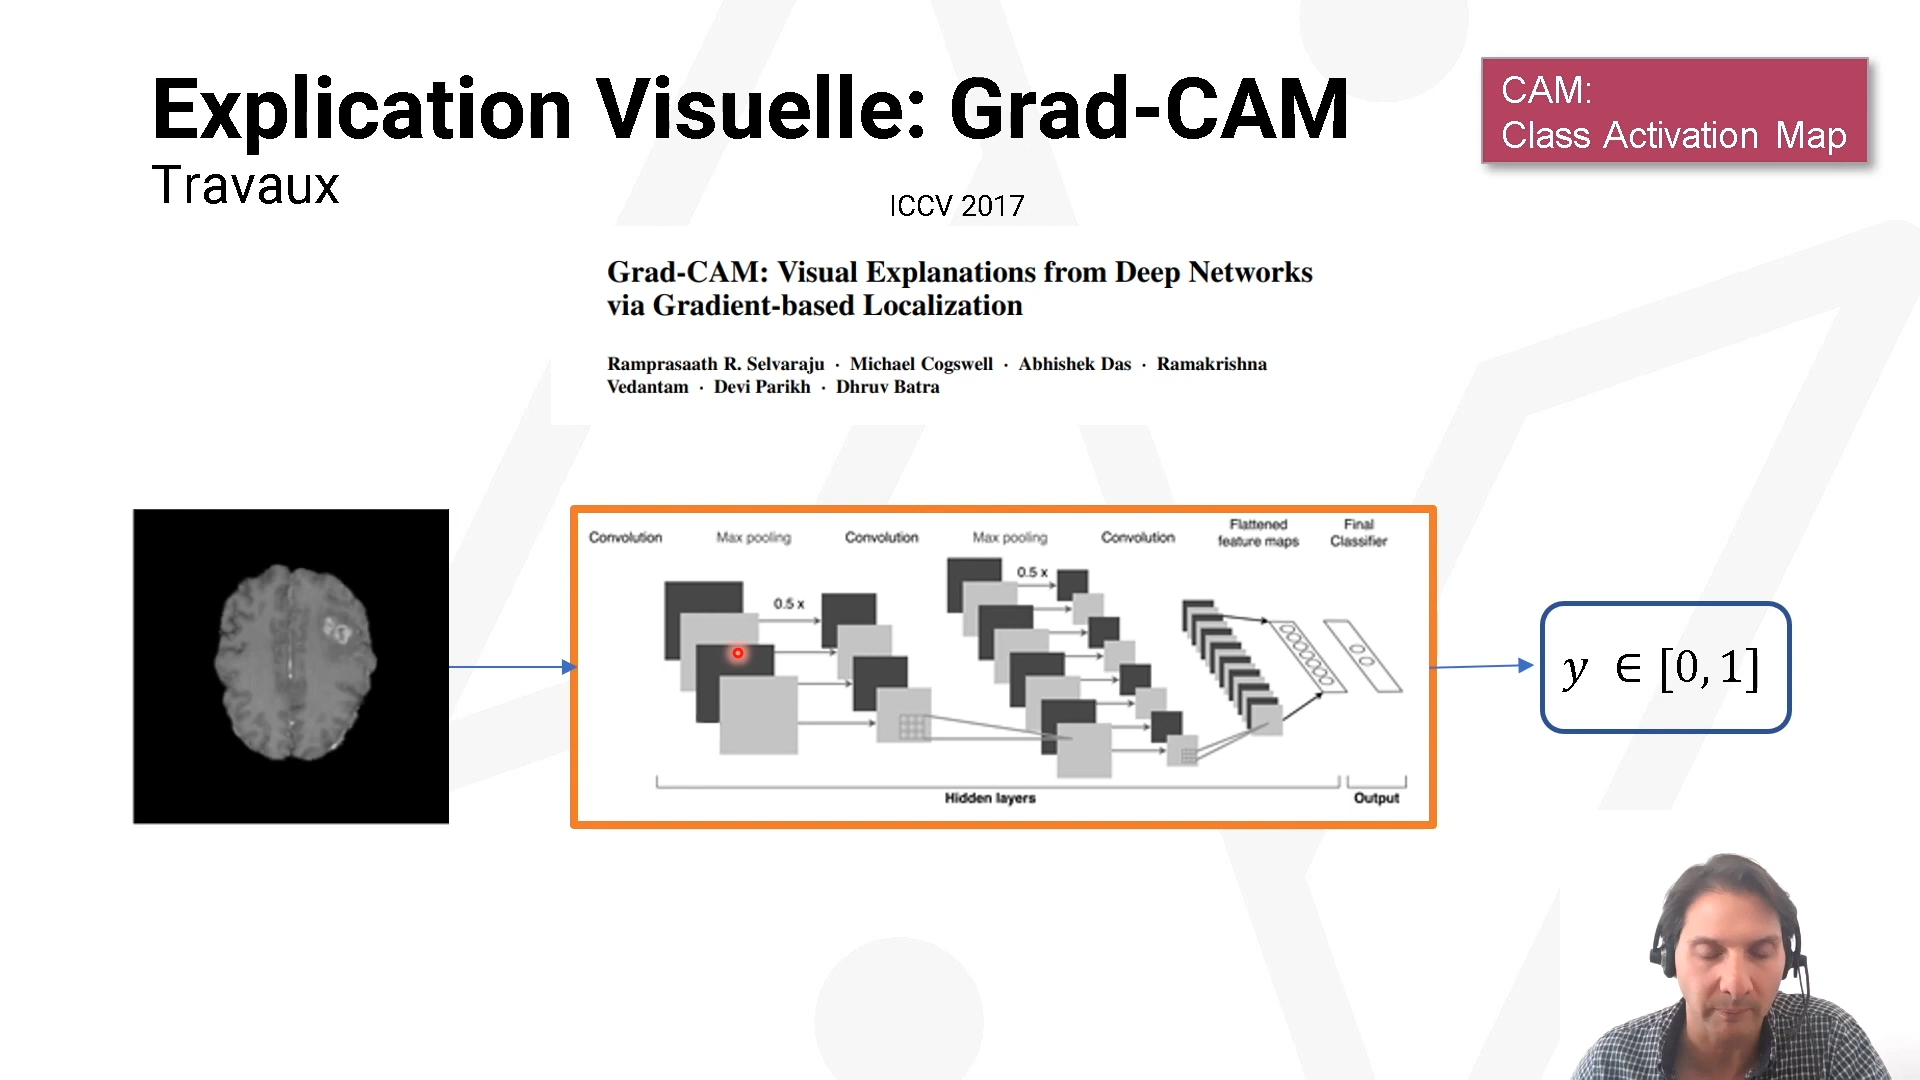 Explication Visuelle: Grad-CAM
CAM:
Class Activation Map
Travaux
ICCV 2017
Grad-CAM: Visual Explanations from Deep Networks
via Gradient-based Localization
Ramprasaath R. Selvaraju · Michael Cogswell · Abhishek Das · Ramakrishna
Vedantam · Devi Parikh · Dhruv Batra
Convolution Max pooling Convolution Max pooling Convolution Flattened feature maps Final Classifier
0.5 x
0.5 x
Hidden layers Output
y ∈ [0, 1]